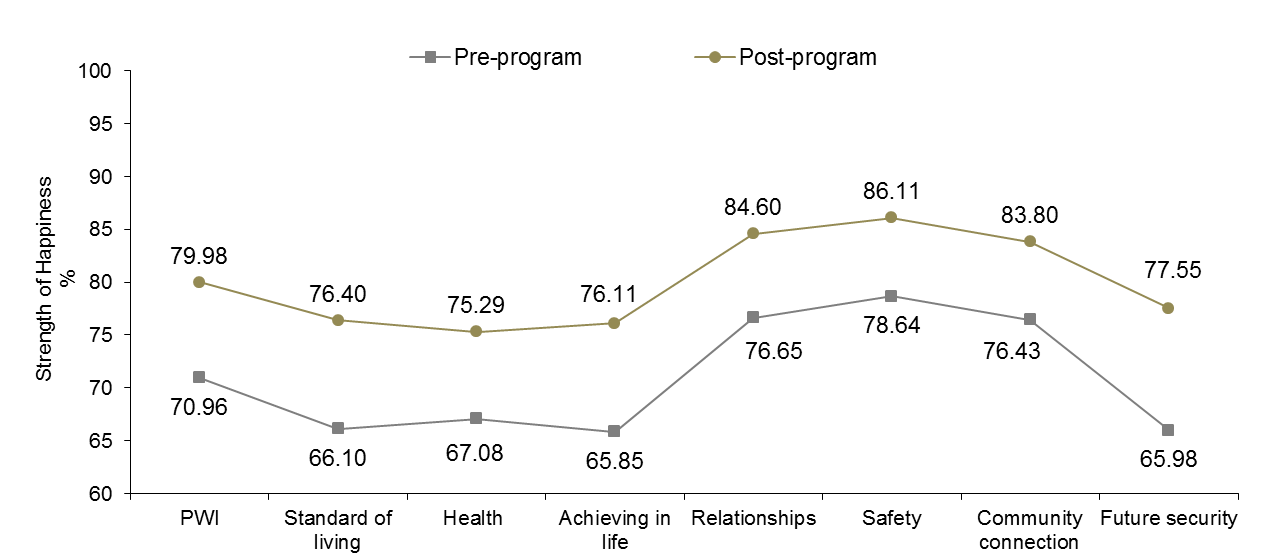 Pre-program
Post-program
100
95
90
85
80
75
70
65
60
Strength of Happiness
%
79.98
76.40
75.29
76.11
84.60
86.11
83.80
77.55
70.96
66.10
67.08
65.85
76.65
78.64
76.43
65.98
PWI
Standard of
living
Health
Achieving in
life
Relationships
Safety
Community
connection
Future security